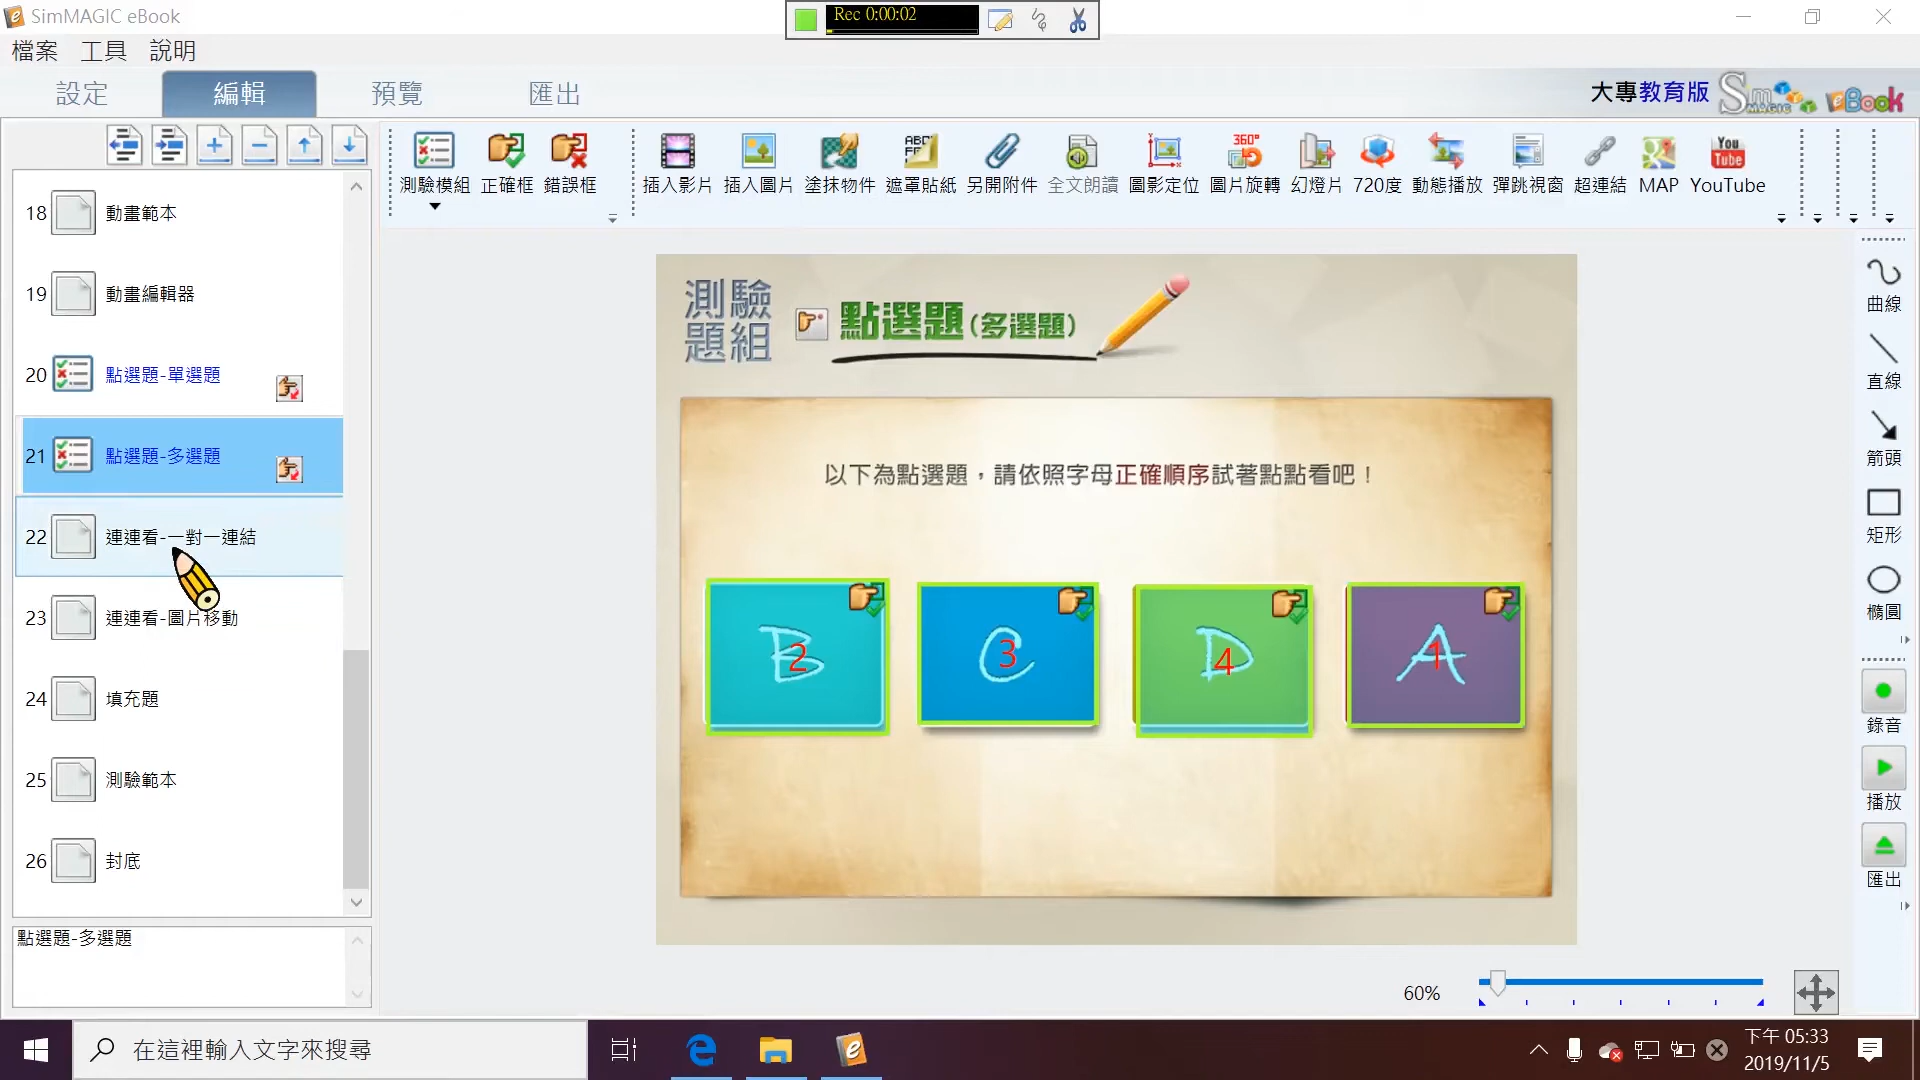 SimMAGIC eBook
Rec 0:00:02
檔案 工具 說明
設定 編輯 預覽 匯出
大專教育版 SimMAGIC eBook
測驗模組 正確框 錯誤框 插入影片 插入圖片 塗抹物件 遮罩貼紙 另開附件 全文朗讀 圖影定位 圖片旋轉 幻燈片 720度 動態播放 彈跳視窗 超連結 MAP YouTube
18 動畫範本
19 動畫編輯器
20 點選題-單選題
21 點選題-多選題
22 連連看-一對一連結
23 連連看-圖片移動
24 填充題
25 測驗範本
26 封底
點選題-多選題
測驗
題組
點選題(多選題)
以下為點選題，請依照字母正確順序試著點點看吧！
B C D A
2 3 4 1
曲線
直線
箭頭
矩形
橢圓
錄音
播放
匯出
60%
在這裡輸入文字來搜尋
下午 05:33
2019/11/5